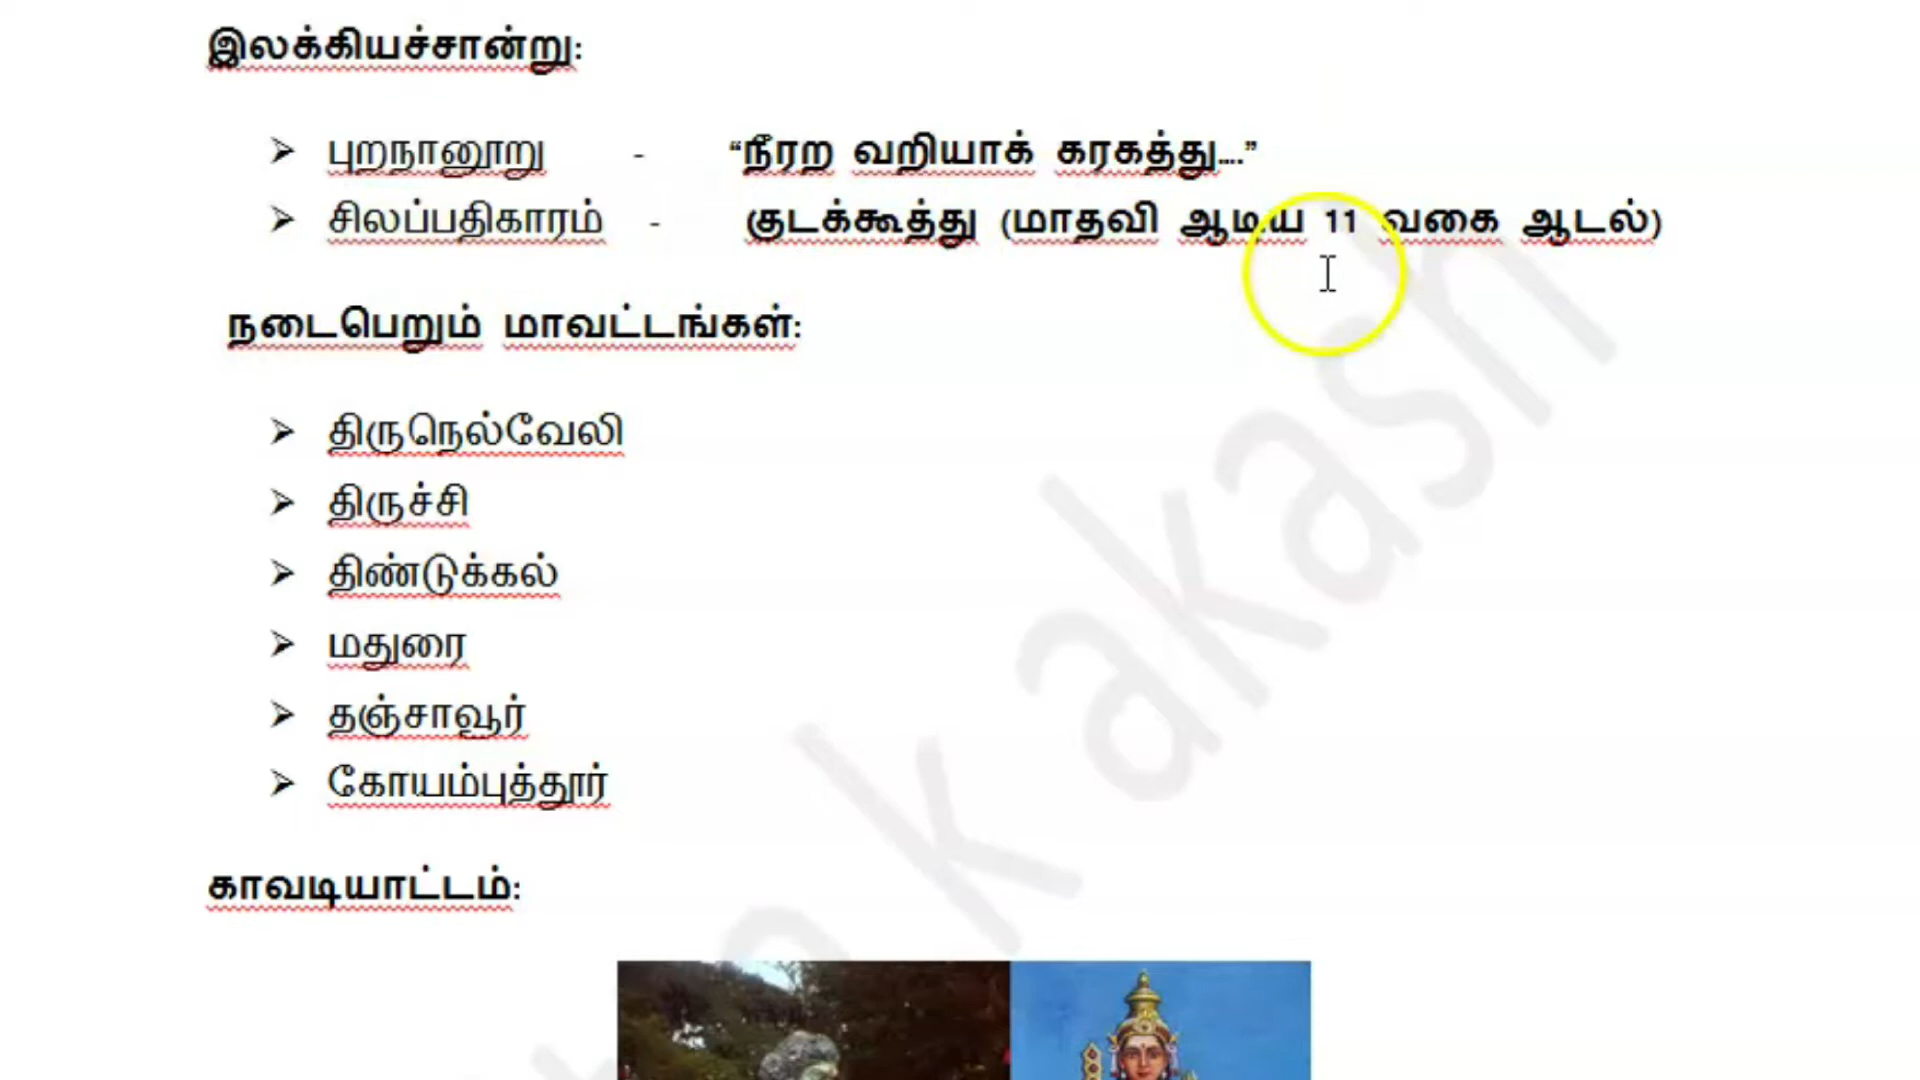 இலக்கியச்சான்று:
➢ புறநானூறு - “நீரற வறியாக் கரகத்து....”
➢ சிலப்பதிகாரம் - குடக்கூத்து (மாதவி ஆடிய 11 வகை ஆடல்)
நடைபெறும் மாவட்டங்கள்:
➢ திருநெல்வேலி
➢ திருச்சி
➢ திண்டுக்கல்
➢ மதுரை
➢ தஞ்சாவூர்
➢ கோயம்புத்தூர்
காவடியாட்டம்:
k akash